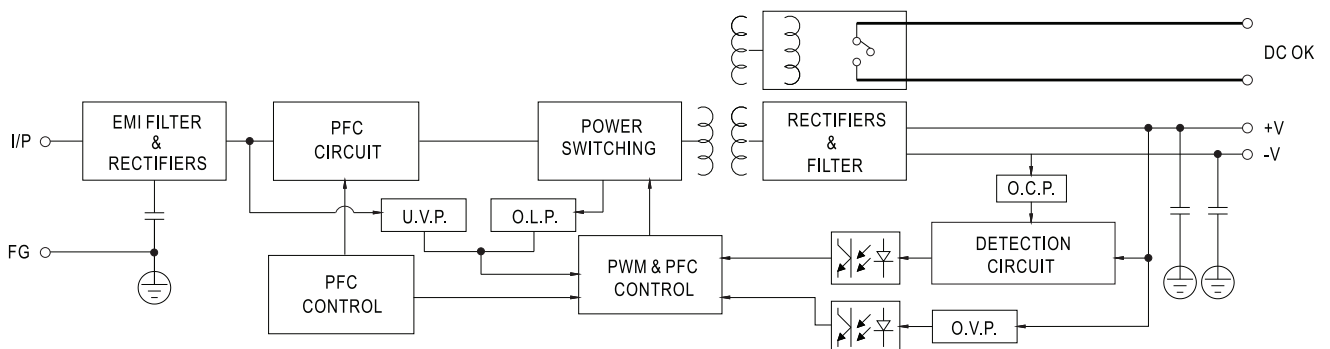 DC OK
I/P
EMI FILTER
&
RECTIFIERS
PFC
CIRCUIT
POWER
SWITCHING
RECTIFIERS
&
FILTER
+V
-V
O.C.P.
U.V.P.
O.L.P.
FG
PFC
CONTROL
PWM & PFC
CONTROL
DETECTION
CIRCUIT
O.V.P.